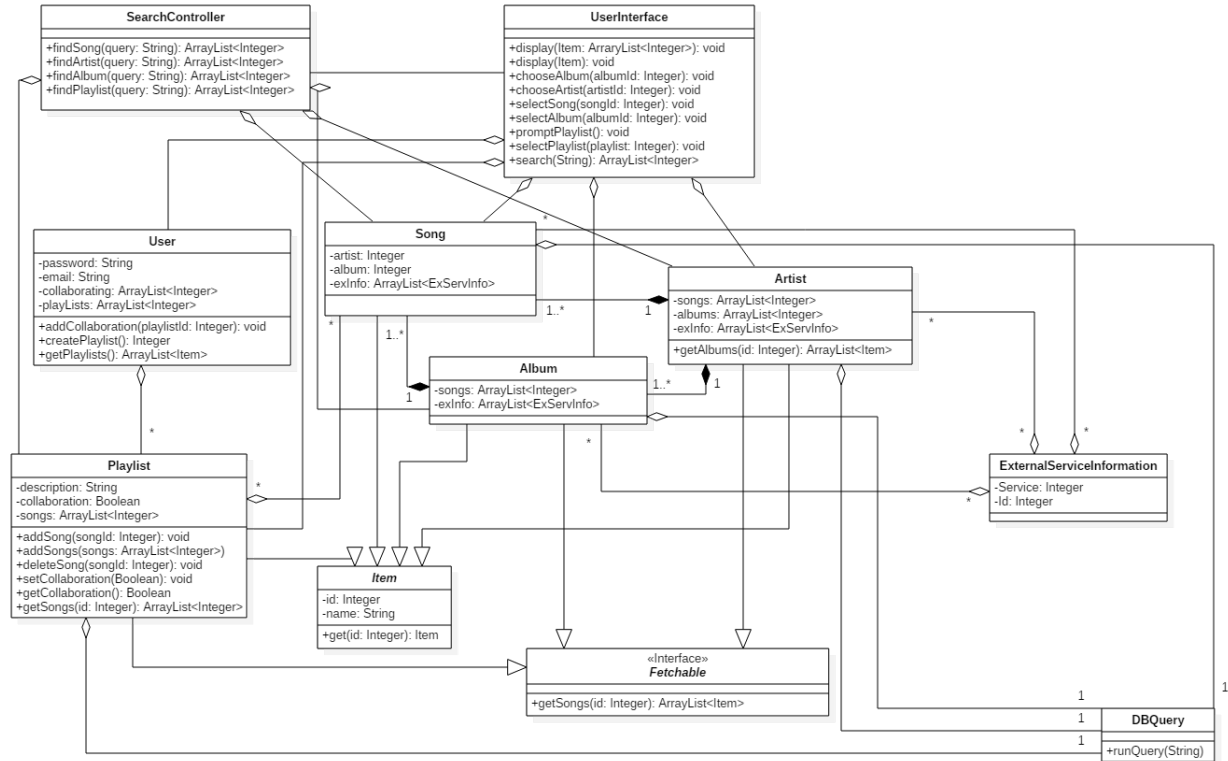 SearchController
+findSong(query: String): ArrayList<Integer>
+findArtist(query: String): ArrayList<Integer>
+findAlbum(query: String): ArrayList<Integer>
+findPlaylist(query: String): ArrayList<Integer>
UserInterface
+display(Item: ArraryList<Integer>): void
+display(Item): void
+chooseAlbum(albumId: Integer): void
+chooseArtist(artistId: Integer): void
+selectSong(songId: Integer): void
+selectAlbum(albumId: Integer): void
+promptPlaylist(): void
+selectPlaylist(playlist: Integer): void
+search(String): ArrayList<Integer>
User
-password: String
-email: String
-collaborating: ArrayList<Integer>
-playLists: ArrayList<Integer>
+addCollaboration(playlistId: Integer): void
+createPlaylist(): Integer
+getPlaylists(): ArrayList<Item>
*
Song
-artist: Integer
-album: Integer
-exInfo: ArrayList<ExServInfo>
*
1..*
1
*
1..*
1
Artist
-songs: ArrayList<Integer>
-albums: ArrayList<Integer>
-exInfo: ArrayList<ExServInfo>
+getAlbums(id: Integer): ArrayList<Item>
*
Album
-songs: ArrayList<Integer>
-exInfo: ArrayList<ExServInfo>
1..*
1
*
*
*
*
ExternalServiceInformation
-Service: Integer
-Id: Integer
*
Playlist
-description: String
-collaboration: Boolean
-songs: ArrayList<Integer>
+addSong(songId: Integer): void
+addSongs(songs: ArrayList<Integer>)
+deleteSong(songId: Integer): void
+setCollaboration(Boolean): void
+getCollaboration(): Boolean
+getSongs(id: Integer): ArrayList<Integer>
Item
-id: Integer
-name: String
+get(id: Integer): Item
«Interface»
Fetchable
+getSongs(id: Integer): ArrayList<Item>
1
1
1
1
DBQuery
+runQuery(String)